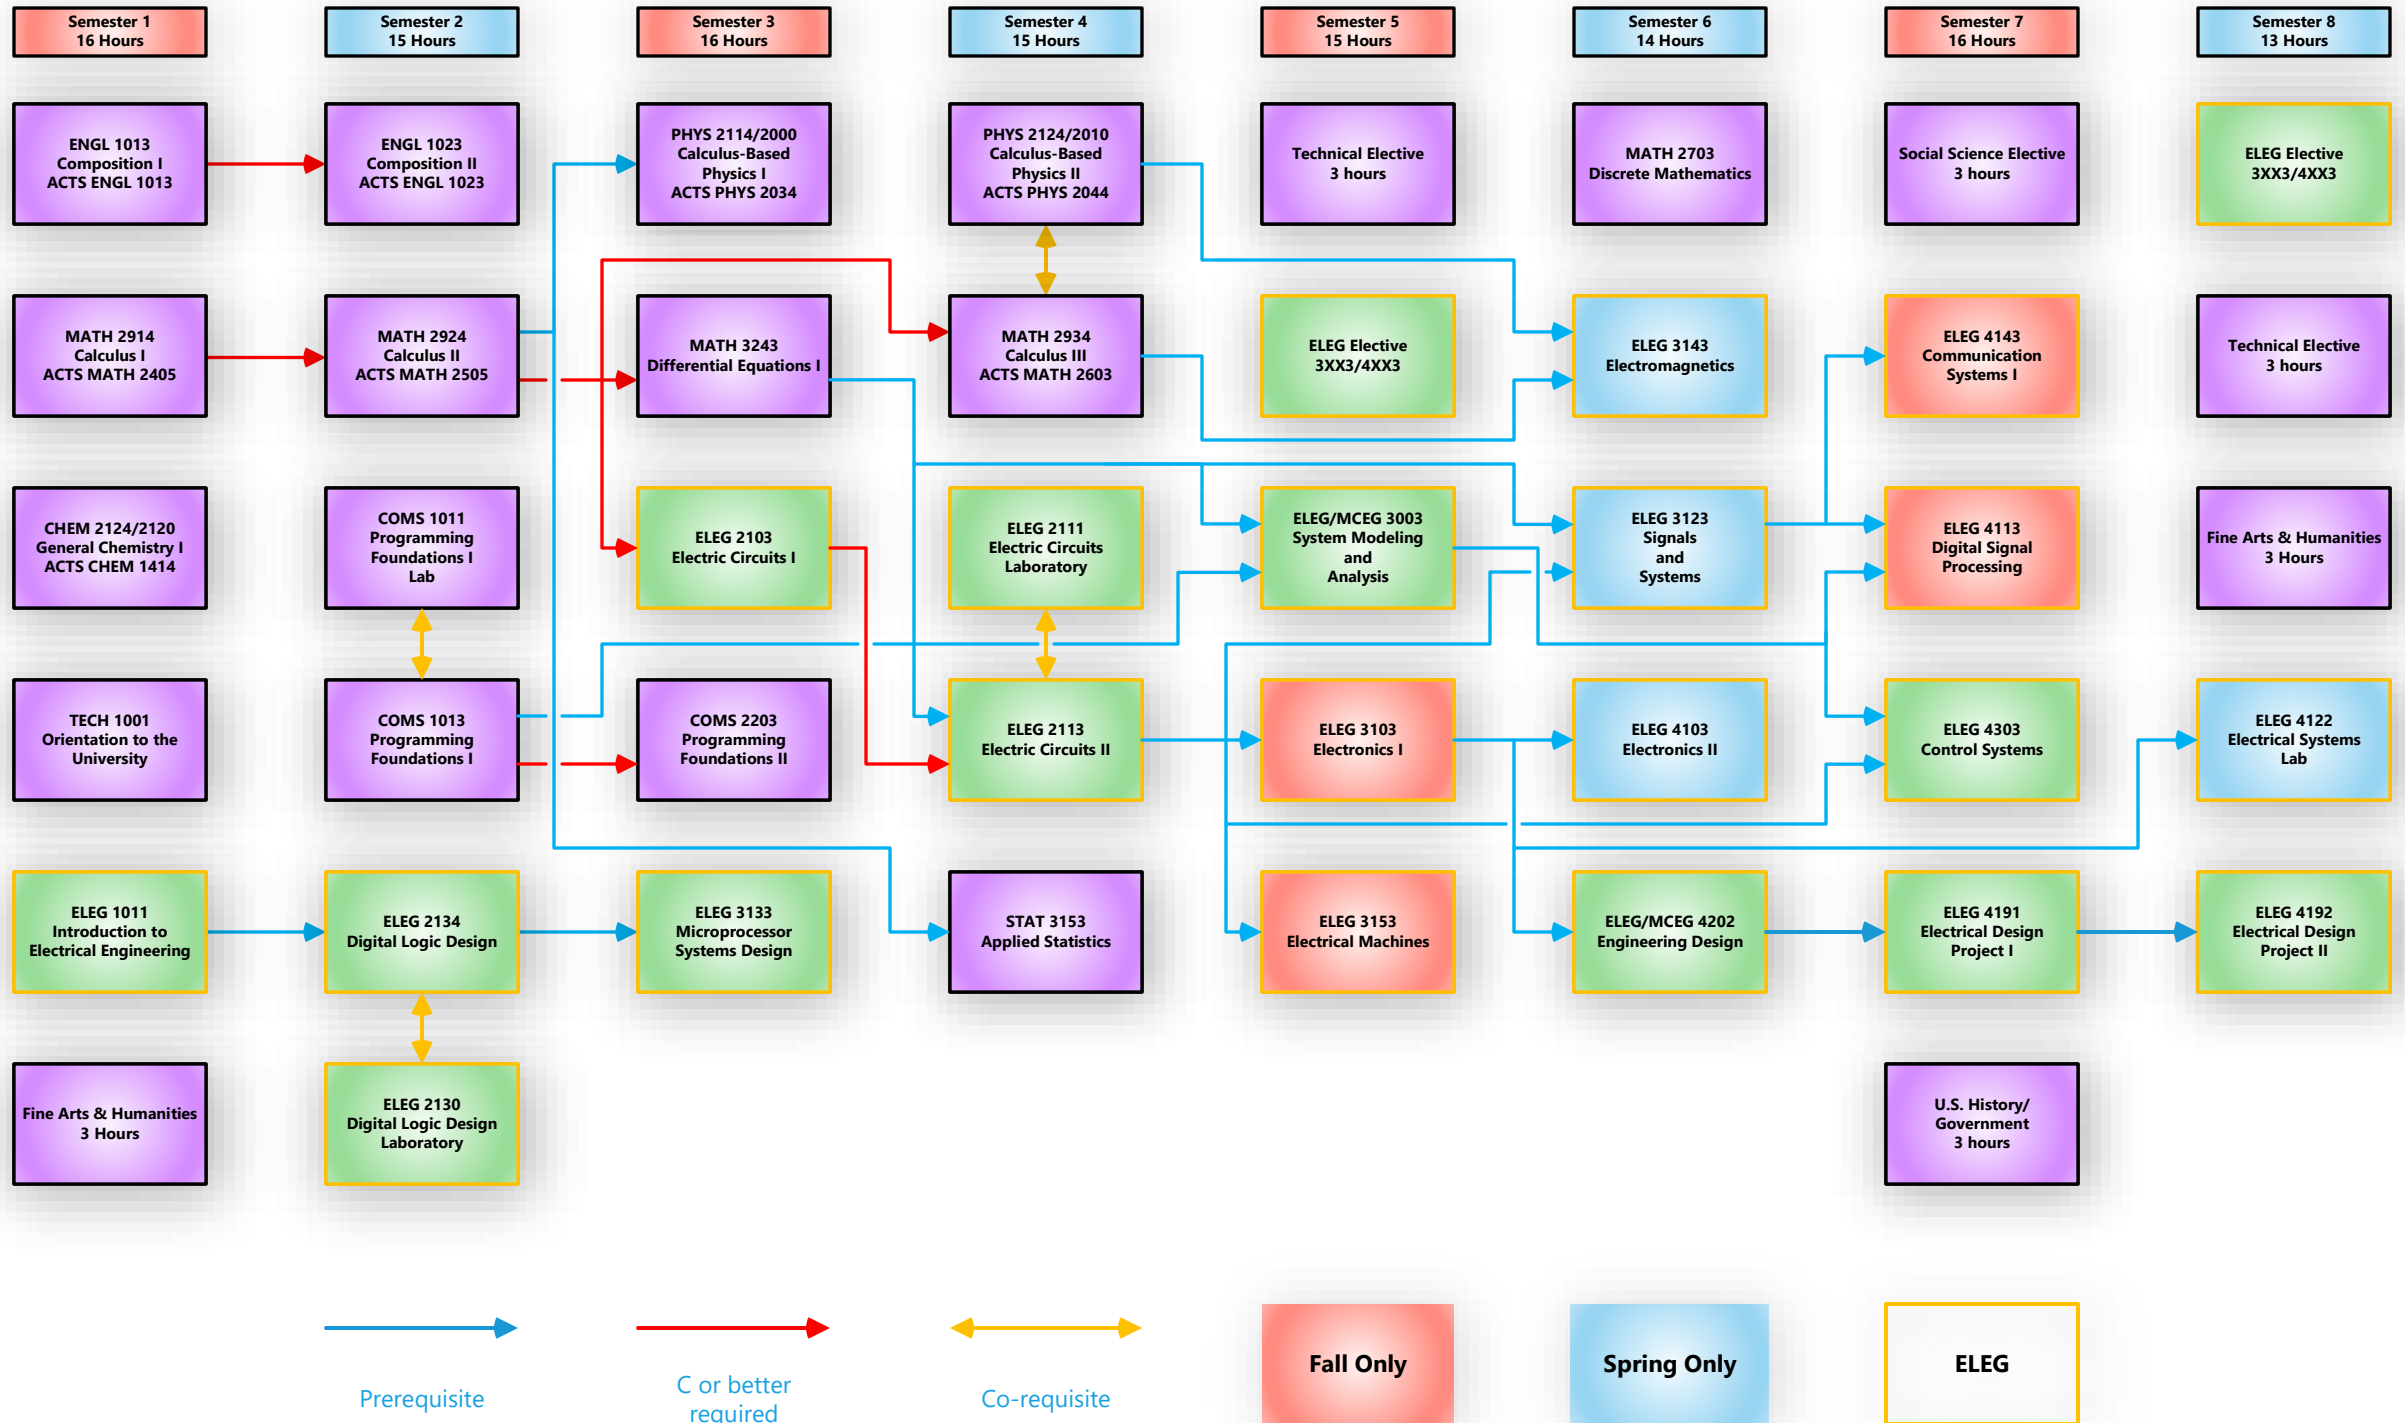 Semester 1
16 Hours
Semester 2
15 Hours
Semester 3
16 Hours
Semester 4
15 Hours
Semester 5
15 Hours
Semester 6
14 Hours
Semester 7
16 Hours
Semester 8
13 Hours
ENGL 1013
Composition I
ACTS ENGL 1013
ENGL 1023
Composition II
ACTS ENGL 1023
PHYS 2114/2000
Calculus-Based
Physics I
ACTS PHYS 2034
PHYS 2124/2010
Calculus-Based
Physics II
ACTS PHYS 2044
Technical Elective
3 hours
MATH 2703
Discrete Mathematics
Social Science Elective
3 hours
ELEG Elective
3XX3/4XX3
MATH 2914
Calculus I
ACTS MATH 2405
MATH 2924
Calculus II
ACTS MATH 2505
MATH 3243
Differential Equations I
MATH 2934
Calculus III
ACTS MATH 2603
ELEG Elective
3XX3/4XX3
ELEG 3143
Electromagnetics
ELEG 4143
Communication
Systems I
Technical Elective
3 hours
CHEM 2124/2120
General Chemistry I
ACTS CHEM 1414
COMS 1011
Programming
Foundations I
Lab
ELEG 2103
Electric Circuits I
ELEG 2111
Electric Circuits
Laboratory
ELEG/MCEG 3003
System Modeling
and
Analysis
ELEG 3123
Signals
and
Systems
ELEG 4113
Digital Signal
Processing
Fine Arts & Humanities
3 Hours
TECH 1001
Orientation to the
University
COMS 1013
Programming
Foundations I
COMS 2203
Programming
Foundations II
ELEG 2113
Electric Circuits II
ELEG 3103
Electronics I
ELEG 4103
Electronics II
ELEG 4303
Control Systems
ELEG 4122
Electrical Systems
Lab
ELEG 1011
Introduction to
Electrical Engineering
ELEG 2134
Digital Logic Design
ELEG 3133
Microprocessor
Systems Design
STAT 3153
Applied Statistics
ELEG 3153
Electrical Machines
ELEG/MCEG 4202
Engineering Design
ELEG 4191
Electrical Design
Project I
ELEG 4192
Electrical Design
Project II
Fine Arts & Humanities
3 Hours
ELEG 2130
Digital Logic Design
Laboratory
U.S. History/
Government
3 hours
Prerequisite
C or better
required
Co-requisite
Fall Only
Spring Only
ELEG